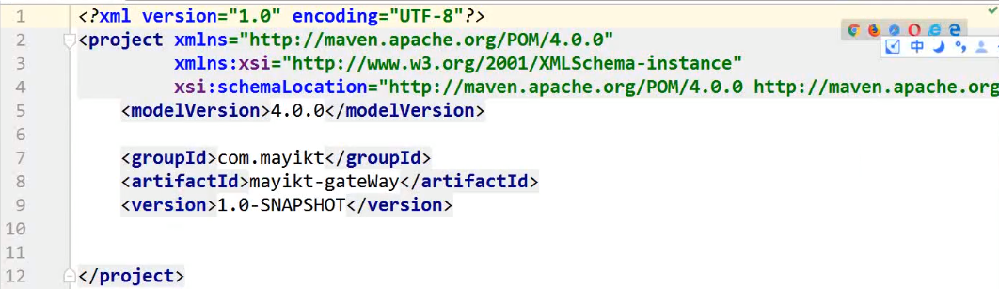 1 <?xml version="1.0" encoding="UTF-8"?>
2 <project xmlns="http://maven.apache.org/POM/4.0.0"
3 xmlns:xsi="http://www.w3.org/2001/XMLSchema-instance"
4 xsi:schemaLocation="http://maven.apache.org/POM/4.0.0 http://maven.apache.org
5 <modelVersion>4.0.0</modelVersion>
6
7 <groupId>com.mayikt</groupId>
8 <artifactId>mayikt-gateWay</artifactId>
9 <version>1.0-SNAPSHOT</version>
10
11
12 </project>
中